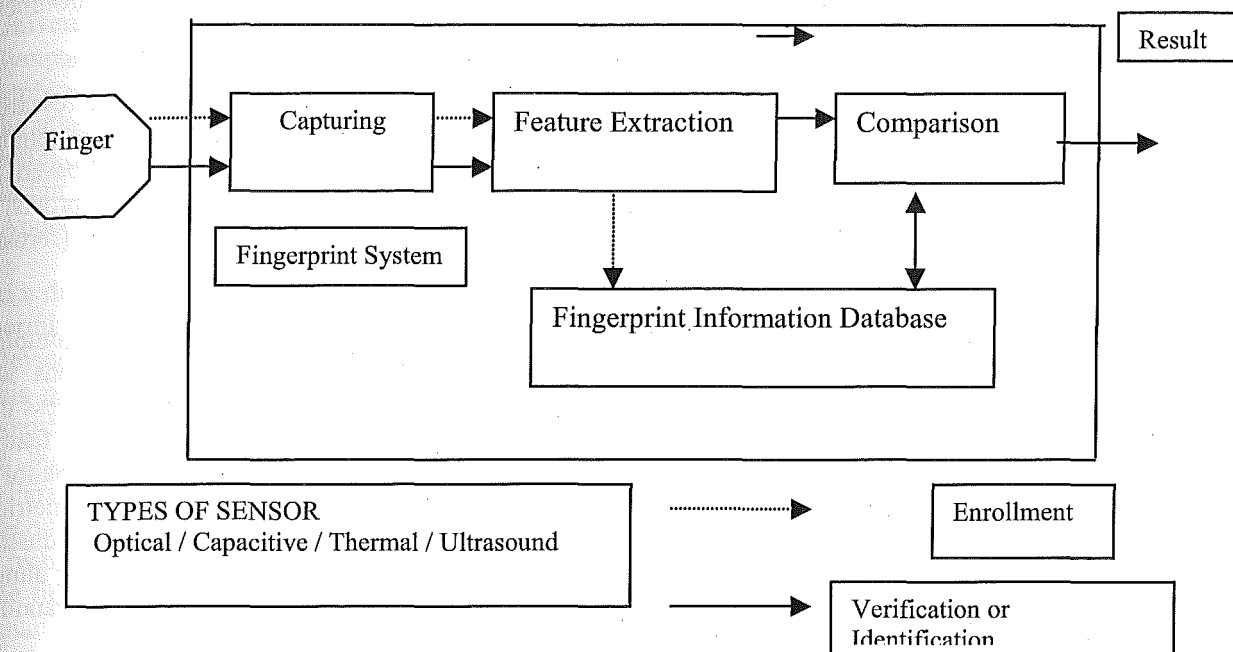 Result
Finger
Capturing
Feature Extraction
Comparison
Fingerprint System
Fingerprint Information Database
TYPES OF SENSOR
Optical / Capacitive / Thermal / Ultrasound
Enrollment
Verification or
Identification